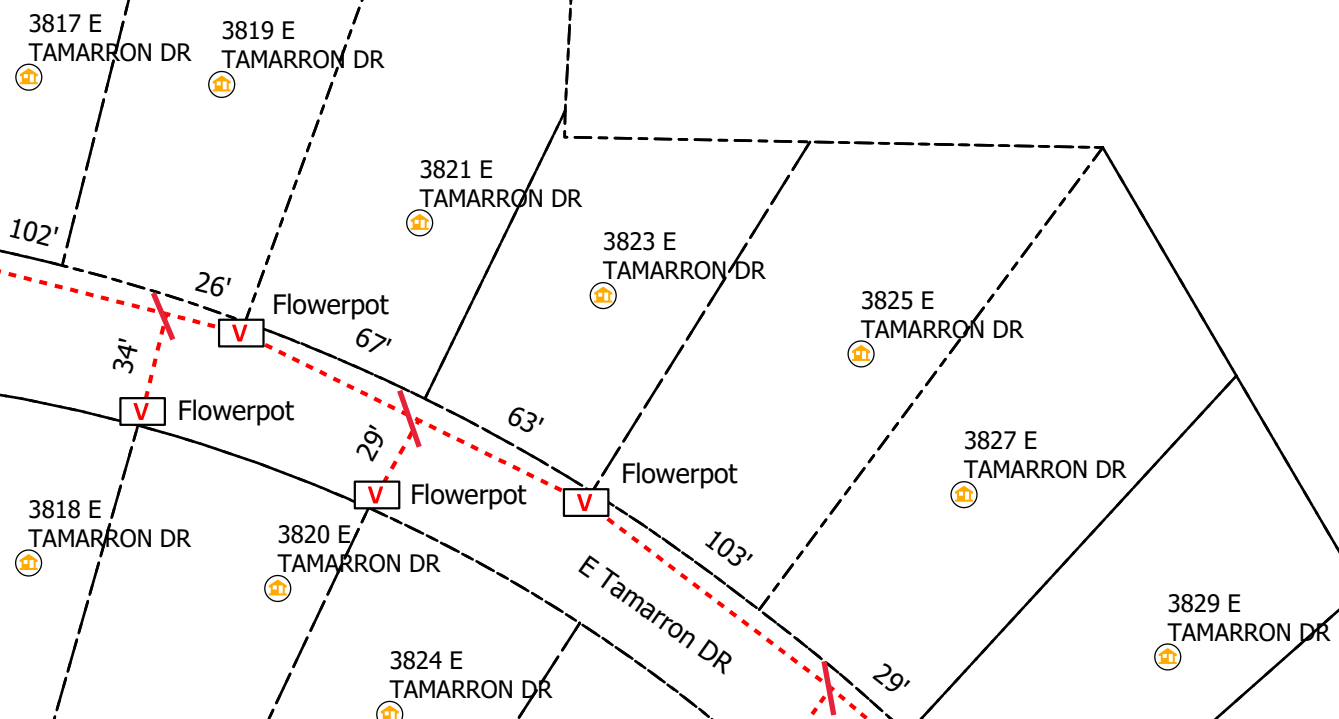 3817 E
TAMARRON DR
3819 E
TAMARRON DR
3821 E
TAMARRON DR
3823 E
TAMARRON DR
3825 E
TAMARRON DR
3827 E
TAMARRON DR
3829 E
TAMARRON DR
102'
26'
Flowerpot
V
67'
34'
V
Flowerpot
63'
29'
V
Flowerpot
Flowerpot
V
103'
E Tamarron DR
29'
3818 E
TAMARRON DR
3820 E
TAMARRON DR
3824 E
TAMARRON DR